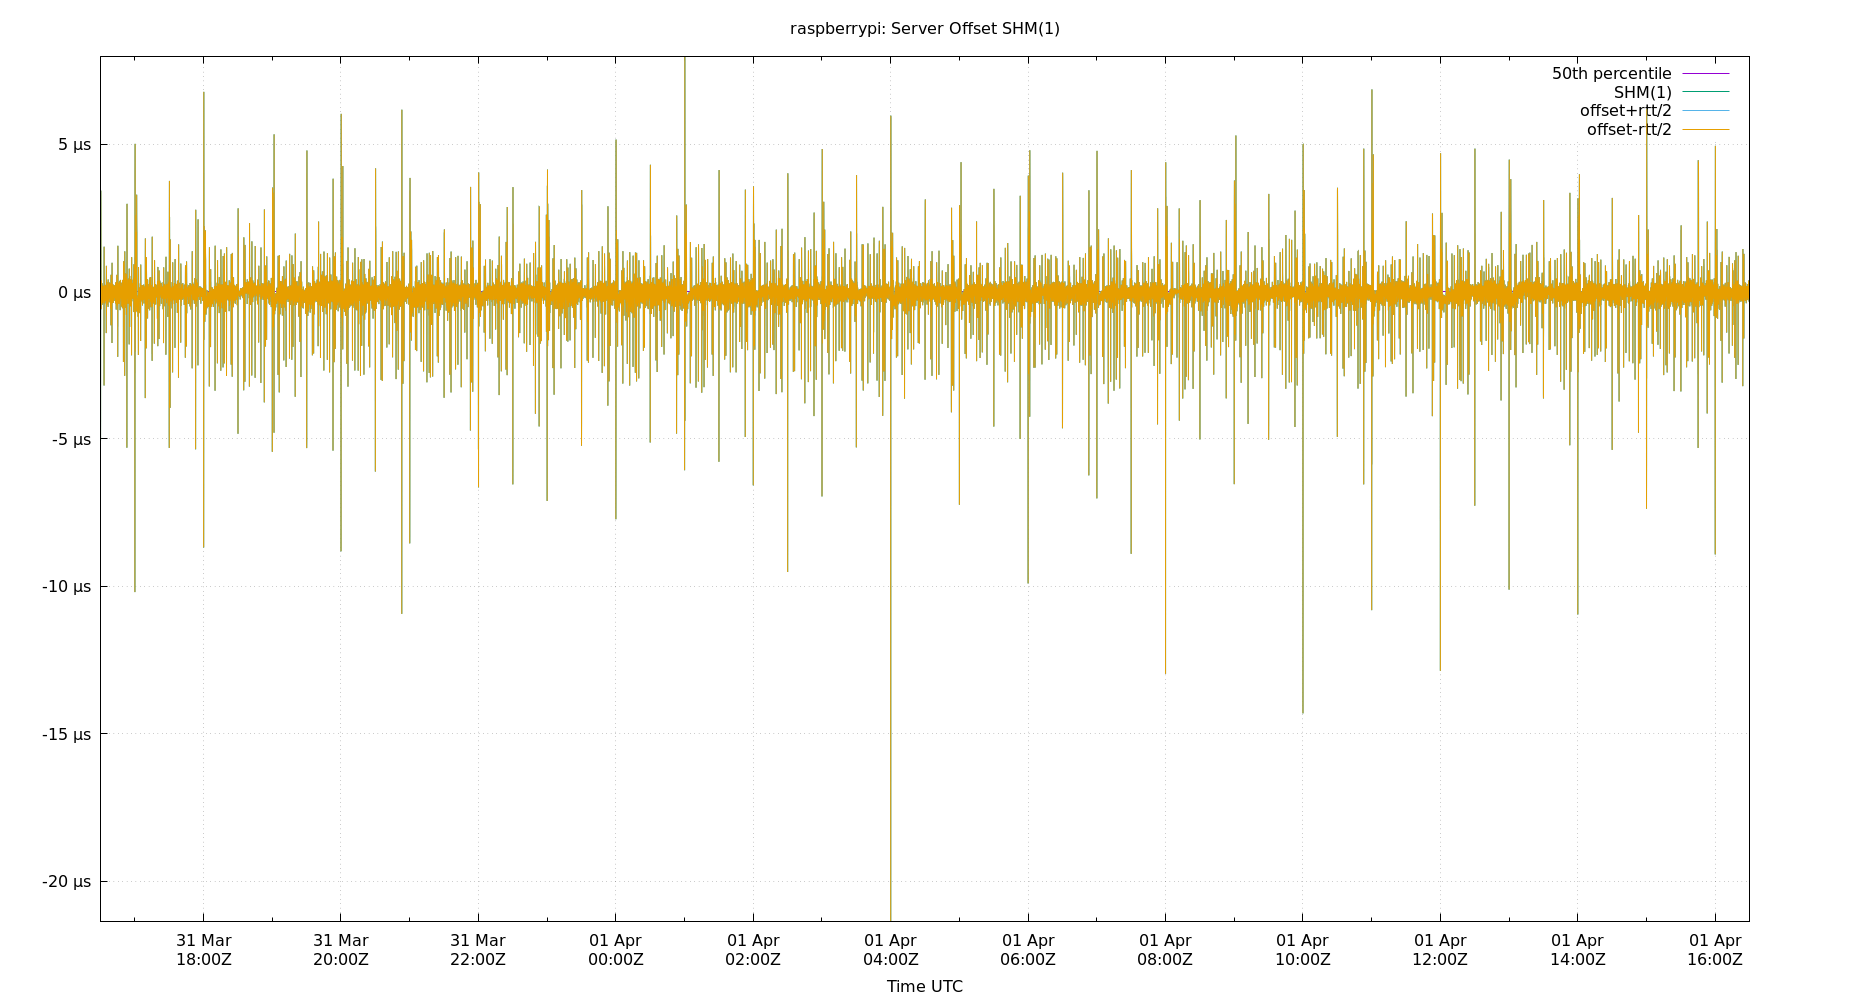 raspberrypi: Server Offset SHM(1)
50th percentile
SHM(1)
offset+rtt/2
offset-rtt/2
5 µs
0 µs
-5 µs
-10 µs
-15 µs
-20 µs
31 Mar 31 Mar 31 Mar 01 Apr 01 Apr 01 Apr 01 Apr 01 Apr 01 Apr 01 Apr 01 Apr 01 Apr
18:00Z 20:00Z 22:00Z 00:00Z 02:00Z 04:00Z 06:00Z 08:00Z 10:00Z 12:00Z 14:00Z 16:00Z
Time UTC